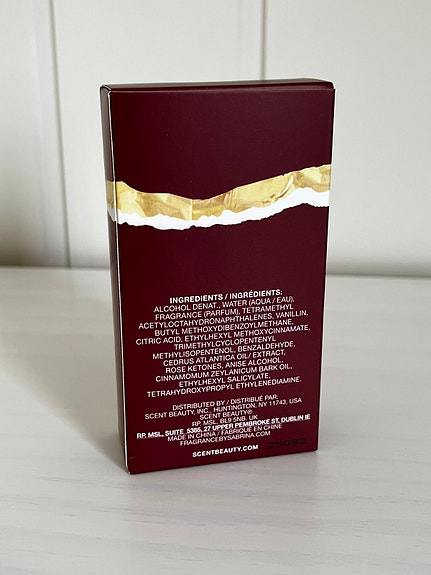 INGREDIENTS / INGRÉDIENTS:
ALCOHOL DENAT., WATER (AQUA / EAU),
FRAGRANCE (PARFUM), TETRAMETHYL
ACETYLOCTAHYDRONAPHTHALENES, VANILLIN,
BUTYL METHOXYDIBENZOYLMETHANE,
CITRIC ACID, ETHYLHEXYL METHOXYCINNAMATE,
TRIMETHYLCYCLOPENTENYL
METHYLISOPENTENOL, BENZALDEHYDE,
CEDRUS ATLANTICA OIL / EXTRACT,
ROSE KETONES, ANISE ALCOHOL,
CINNAMOMUM ZEYLANICUM BARK OIL,
ETHYLHEXYL SALICYLATE,
TETRAHYDROXYPROPYL ETHYLENEDIAMINE.
DISTRIBUTED BY / DISTRIBUÉ PAR:
SCENT BEAUTY, INC., HUNTINGTON, NY 11743, USA
SCENT BEAUTY®
RP. MSL, BL9 5NB. UK
RP. MSL, SUITE 5385, 27 UPPER PEMBROKE ST, DUBLIN IE
MADE IN CHINA / FABRIQUÉ EN CHINE
FRAGRANCEBYSABRINA.COM
SCENTBEAUTY.COM
25092